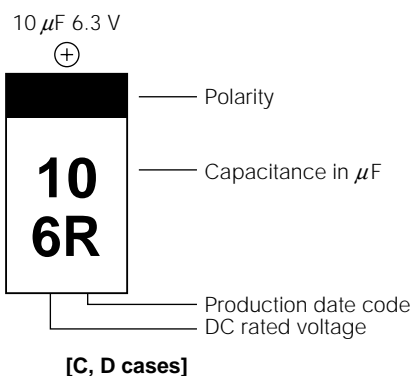 10 μF 6.3 V
+
Polarity
10
Capacitance in μF
6R
Production date code
DC rated voltage
[C, D cases]